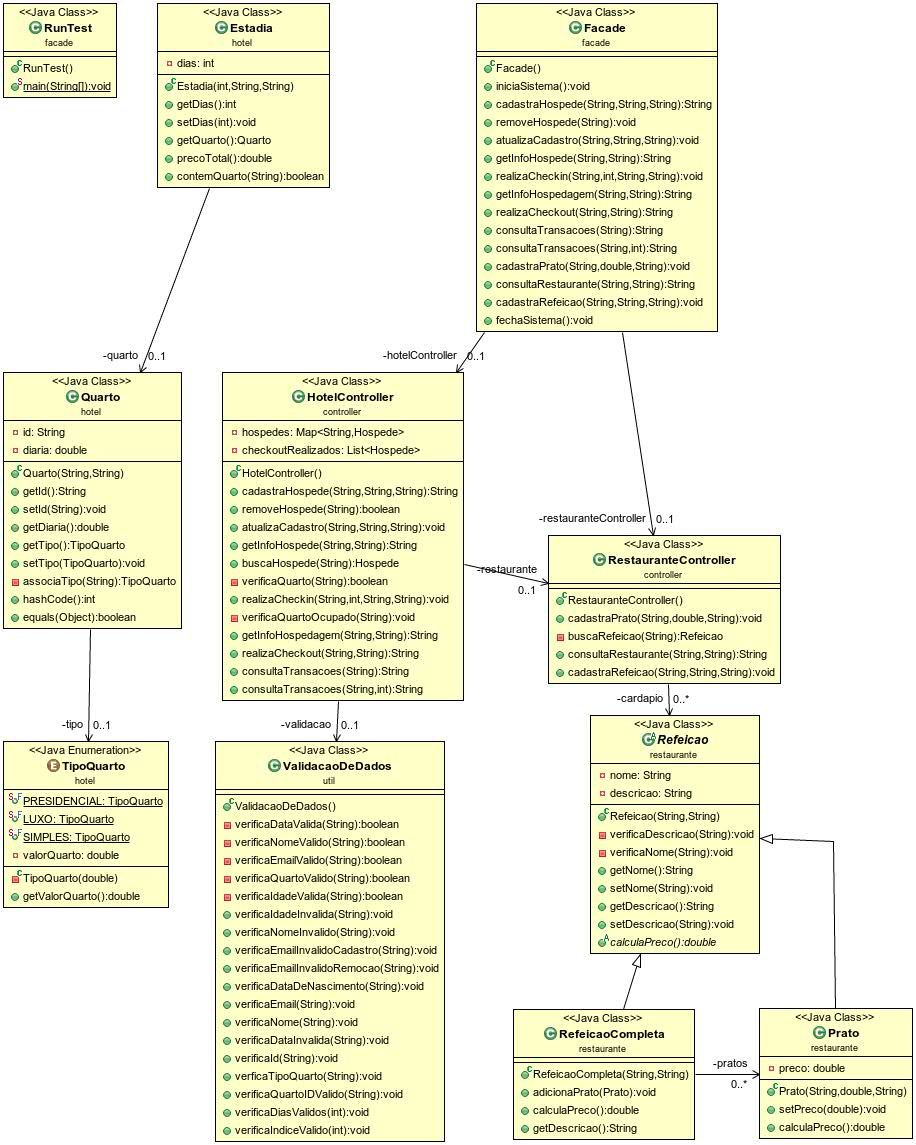 <<Java Class>>
RunTest
facade
RunTest()
main(String[]):void
<<Java Class>>
Estadia
hotel
dias: int
Estadia(int,String,String)
getDias():int
setDias(int):void
getQuarto():Quarto
precoTotal():double
contemQuarto(String):boolean
<<Java Class>>
Facade
facade
Facade()
iniciaSistema():void
cadastraHospede(String,String,String):String
removeHospede(String):void
atualizaCadastro(String,String,String):void
getInfoHospede(String,String):String
realizaCheckin(String,int,String,String):void
getInfoHospedagem(String,String):String
realizaCheckout(String,String):String
consultaTransacoes(String):String
consultaTransacoes(String,int):String
cadastraPrato(String,double,String):void
consultaRestaurante(String,String):String
cadastraRefeicao(String,String,String):void
fechaSistema():void
-quarto 0..1
-hotelController 0..1
<<Java Class>>
Quarto
hotel
id: String
diaria: double
Quarto(String,String)
getId():String
setId(String):void
getDiaria():double
getTipo():TipoQuarto
setTipo(TipoQuarto):void
associaTipo(String):TipoQuarto
hashCode():int
equals(Object):boolean
<<Java Class>>
HotelController
controller
hospedes: Map<String,Hospede>
checkoutRealizados: List<Hospede>
HotelController()
cadastraHospede(String,String,String):String
removeHospede(String):boolean
atualizaCadastro(String,String,String):void
getInfoHospede(String,String):String
buscaHospede(String):Hospede
verificaQuarto(String):boolean
realizaCheckin(String,int,String,String):void
verificaQuartoOcupado(String):void
getInfoHospedagem(String,String):String
realizaCheckout(String,String):String
consultaTransacoes(String):String
consultaTransacoes(String,int):String
-restauranteController 0..1
-restaurante
0..1
<<Java Class>>
RestauranteController
controller
RestauranteController()
cadastraPrato(String,double,String):void
buscaRefeicao(String):Refeicao
consultaRestaurante(String,String):String
cadastraRefeicao(String,String,String):void
-cardapio 0..*
-tipo 0..1
-validacao 0..1
<<Java Enumeration>>
TipoQuarto
hotel
PRESIDENCIAL: TipoQuarto
LUXO: TipoQuarto
SIMPLES: TipoQuarto
valorQuarto: double
TipoQuarto(double)
getValorQuarto():double
<<Java Class>>
ValidacaoDeDados
util
ValidacaoDeDados()
verificaDataValida(String):boolean
verificaNomeValido(String):boolean
verificaEmailValido(String):boolean
verificaQuartoValido(String):boolean
verificaIdadeValida(String):boolean
verificaIdadeInvalida(String):void
verificaNomeInvalido(String):void
verificaEmailInvalidoCadastro(String):void
verificaEmailInvalidoRemocao(String):void
verificaDataDeNascimento(String):void
verificaEmail(String):void
verificaNome(String):void
verificaDataInvalida(String):void
verificaId(String):void
verficaTipoQuarto(String):void
verificaQuartoIDValido(String):void
verificaDiasValidos(int):void
verificaIndiceValido(int):void
<<Java Class>>
Refeicao
restaurante
nome: String
descricao: String
Refeicao(String,String)
verificaDescricao(String):void
verificaNome(String):void
getNome():String
setNome(String):void
getDescricao():String
setDescricao(String):void
calculaPreco():double
<<Java Class>>
RefeicaoCompleta
restaurante
RefeicaoCompleta(String,String)
adicionaPrato(Prato):void
calculaPreco():double
getDescricao():String
-pratos
0..*
<<Java Class>>
Prato
restaurante
preco: double
Prato(String,double,String)
setPreco(double):void
calculaPreco():double